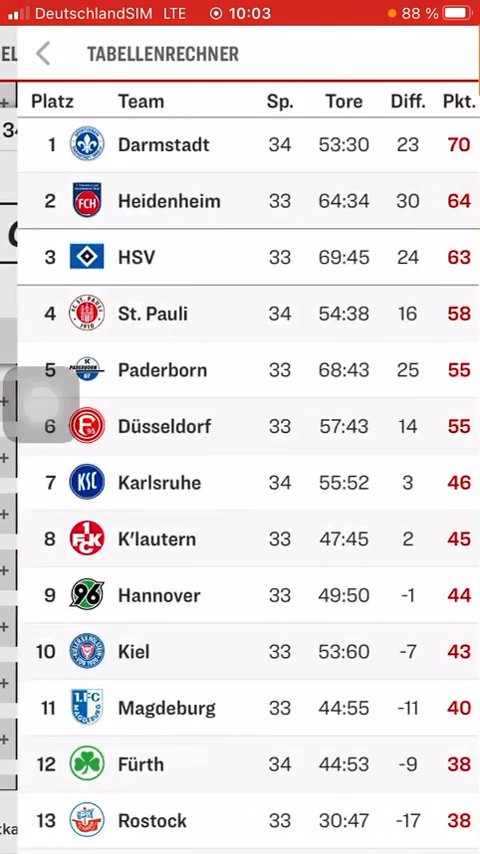 DeutschlandSIM LTE 10:03 88 %
EL TABELLENRECHNER
Platz Team Sp. Tore Diff. Pkt.
1 Darmstadt 34 53:30 23 70
2 Heidenheim 33 64:34 30 64
3 HSV 33 69:45 24 63
4 St. Pauli 34 54:38 16 58
5 Paderborn 33 68:43 25 55
6 Düsseldorf 33 57:43 14 55
7 Karlsruhe 34 55:52 3 46
8 K'lautern 33 47:45 2 45
9 Hannover 33 49:50 -1 44
10 Kiel 33 53:60 -7 43
11 Magdeburg 33 44:55 -11 40
12 Fürth 34 44:53 -9 38
13 Rostock 33 30:47 -17 38